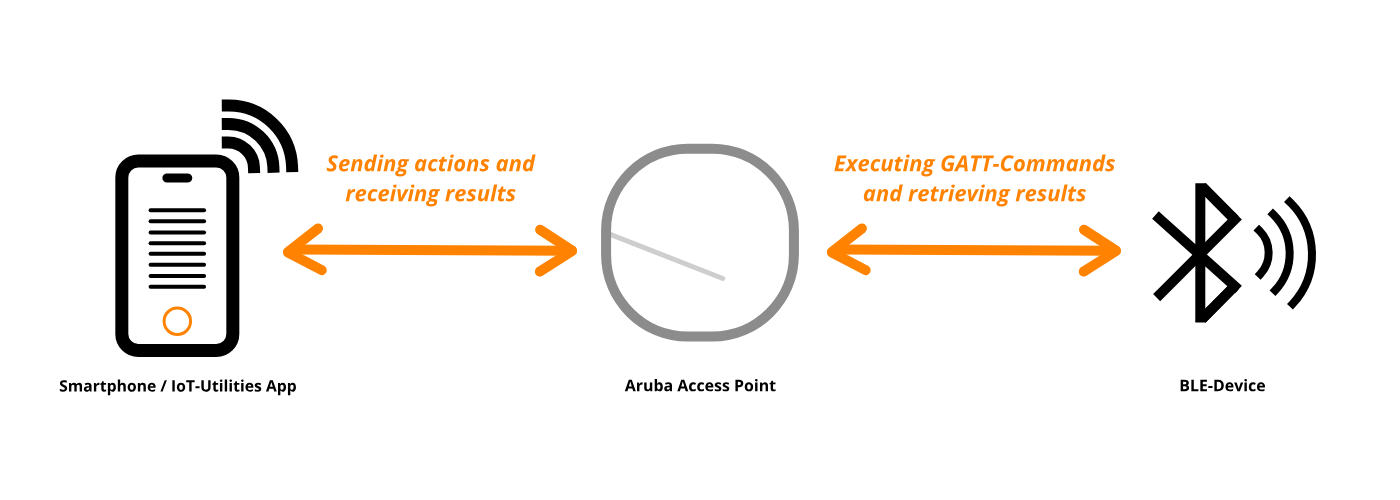 Sending actions and
receiving results
Executing GATT-Commands
and retrieving results
Smartphone / IoT-Utilities App
Aruba Access Point
BLE-Device